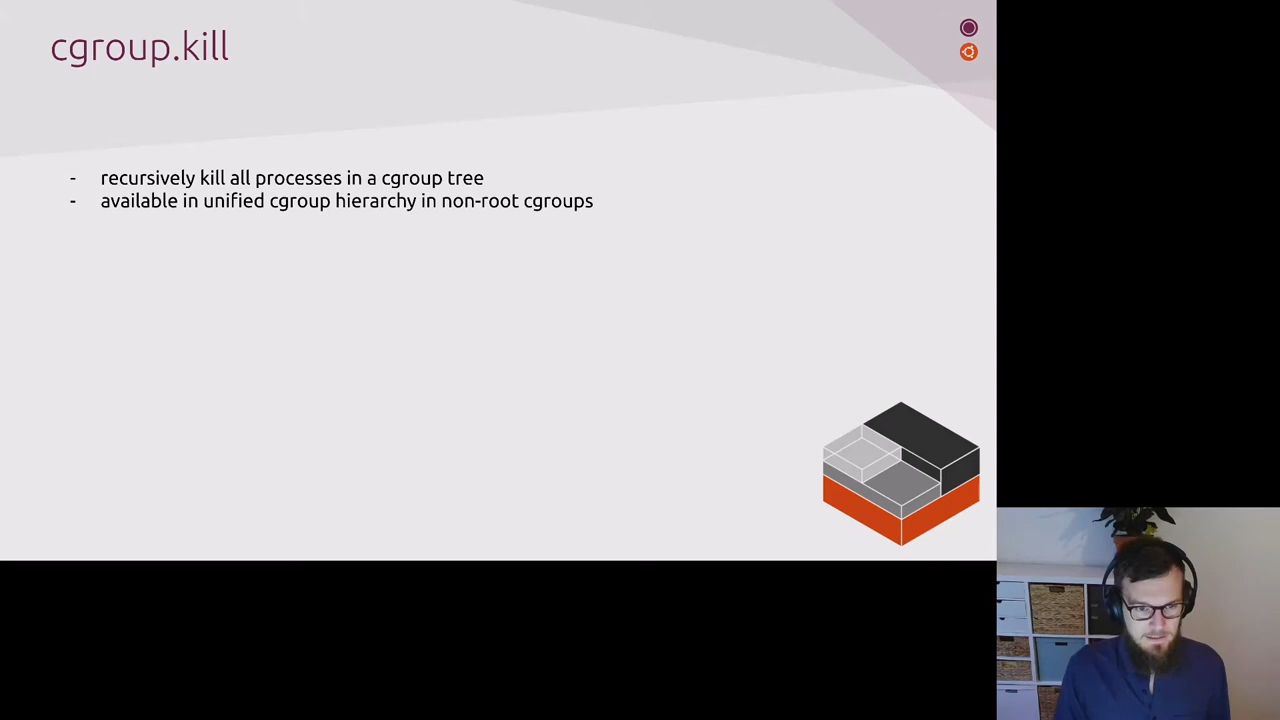 cgroup.kill
- recursively kill all processes in a cgroup tree
- available in unified cgroup hierarchy in non-root cgroups